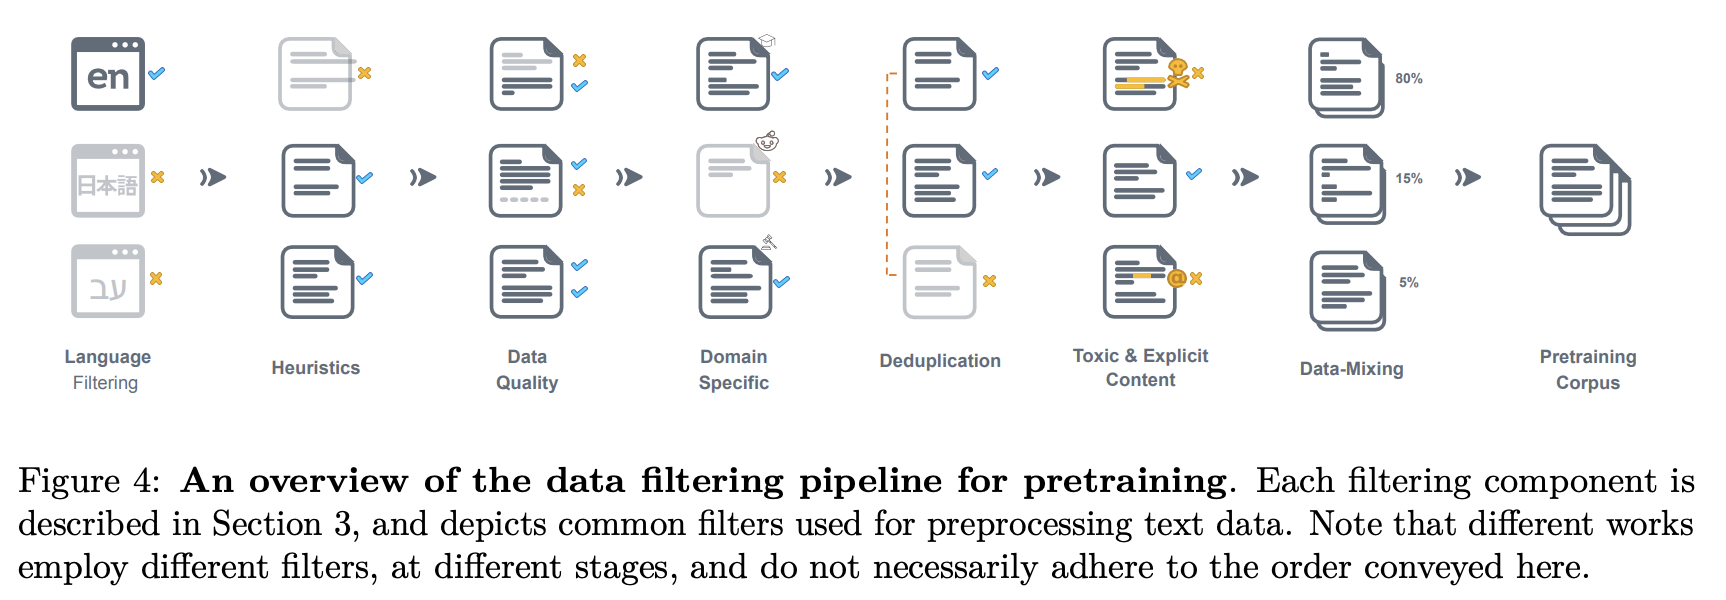 en
日本語
עב
80%
15%
5%
@
Language
Filtering
Heuristics
Data
Quality
Domain
Specific
Deduplication
Toxic & Explicit
Content
Data-Mixing
Pretraining
Corpus
Figure 4: An overview of the data filtering pipeline for pretraining. Each filtering component is
described in Section 3, and depicts common filters used for preprocessing text data. Note that different works
employ different filters, at different stages, and do not necessarily adhere to the order conveyed here.